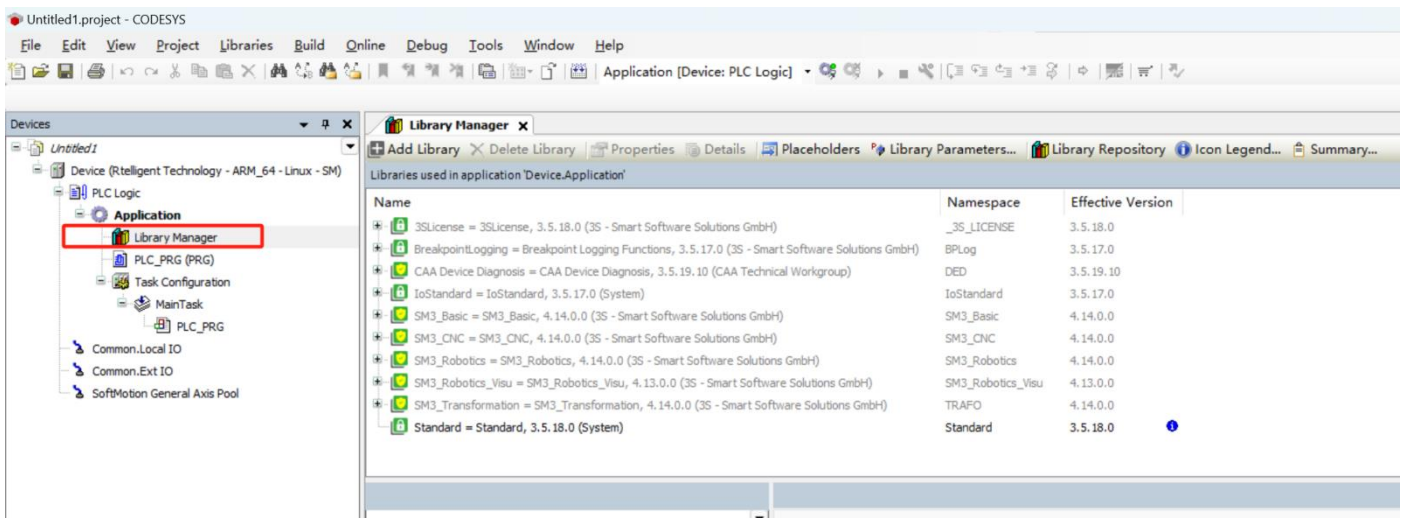 Untitled1.project - CODESYS
File Edit View Project Libraries Build Online Debug Tools Window Help
Application [Device: PLC Logic]
Devices
Untitled1
Device (Rtelligent Technology - ARM_64 - Linux - SM)
PLC Logic
Application
Library Manager
PLC_PRG (PRG)
Task Configuration
MainTask
PLC_PRG
Common.Local IO
Common.Ext IO
SoftMotion General Axis Pool
Library Manager
Add Library Delete Library Properties Details Placeholders Library Parameters... Library Repository Icon Legend... Summary...
Libraries used in application 'Device.Application'
Name Namespace Effective Version
3SLicense = 3SLicense, 3.5.18.0 (3S - Smart Software Solutions GmbH) _3S_LICENSE 3.5.18.0
BreakpointLogging = Breakpoint Logging Functions, 3.5.17.0 (3S - Smart Software Solutions GmbH) BPLog 3.5.17.0
CAA Device Diagnosis = CAA Device Diagnosis, 3.5.19.10 (CAA Technical Workgroup) DED 3.5.19.10
IoStandard = IoStandard, 3.5.17.0 (System) IoStandard 3.5.17.0
SM3_Basic = SM3_Basic, 4.14.0.0 (3S - Smart Software Solutions GmbH) SM3_Basic 4.14.0.0
SM3_CNC = SM3_CNC, 4.14.0.0 (3S - Smart Software Solutions GmbH) SM3_CNC 4.14.0.0
SM3_Robotics = SM3_Robotics, 4.14.0.0 (3S - Smart Software Solutions GmbH) SM3_Robotics 4.14.0.0
SM3_Robotics_Visu = SM3_Robotics_Visu, 4.13.0.0 (3S - Smart Software Solutions GmbH) SM3_Robotics_Visu 4.13.0.0
SM3_Transformation = SM3_Transformation, 4.14.0.0 (3S - Smart Software Solutions GmbH) TRAFO 4.14.0.0
Standard = Standard, 3.5.18.0 (System) Standard 3.5.18.0